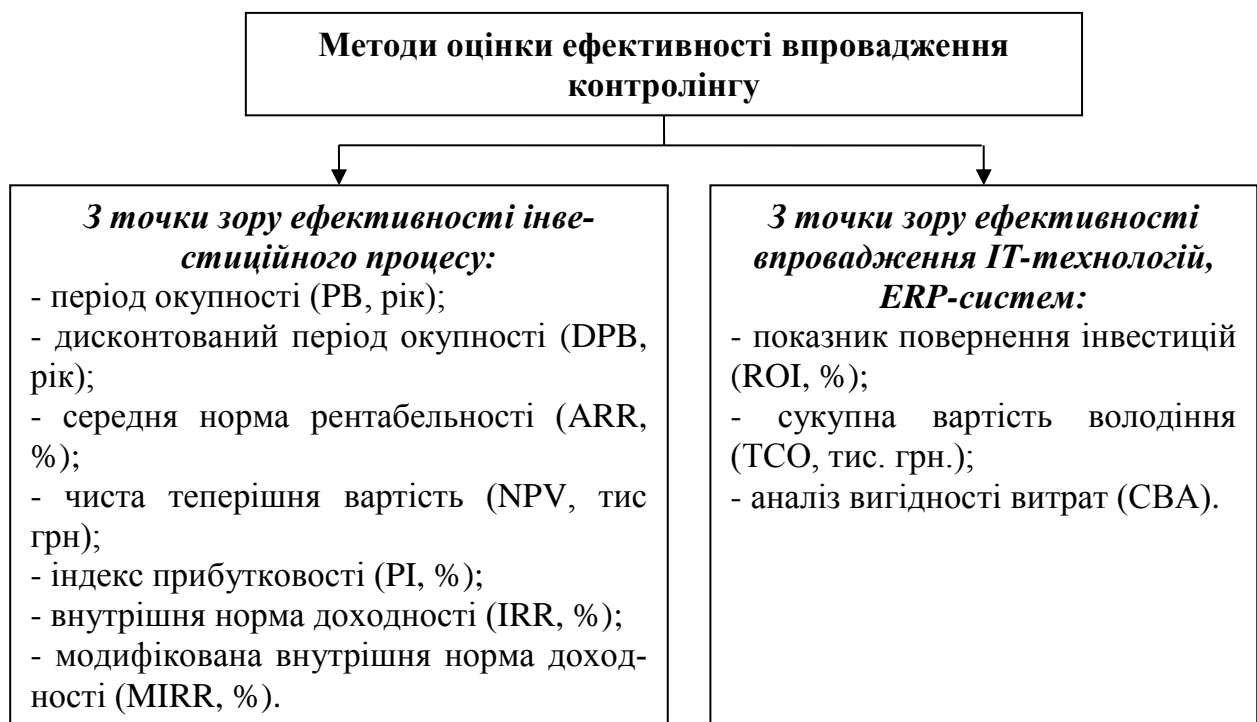 Методи оцінки ефективності впровадження
контролінгу
З точки зору ефективності інве-
стиційного процесу:
- період окупності (PB, рік);
- дисконтований період окупності (DPB,
рік);
- середня норма рентабельності (ARR,
%);
- чиста теперішня вартість (NPV, тис
грн);
- індекс прибутковості (PI, %);
- внутрішня норма доходності (IRR, %);
- модифікована внутрішня норма доход-
ності (MIRR, %).
З точки зору ефективності
впровадження ІТ-технологій,
ERP-систем:
- показник повернення інвестицій
(ROI, %);
- сукупна вартість володіння
(TCO, тис. грн.);
- аналіз вигідності витрат (CBA).